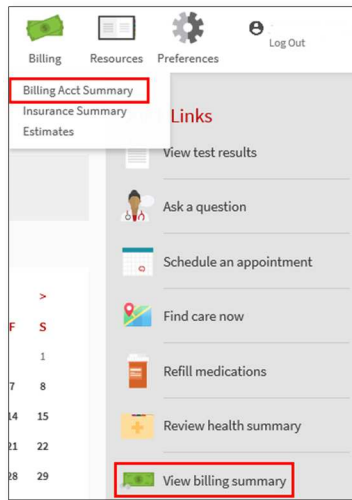 Billing Resources Preferences Log Out
Billing Acct Summary
Insurance Summary
Estimates
Links
View test results
Ask a question
Schedule an appointment
Find care now
Refill medications
Review health summary
View billing summary
>
F S
1
7 8
14 15
21 22
28 29